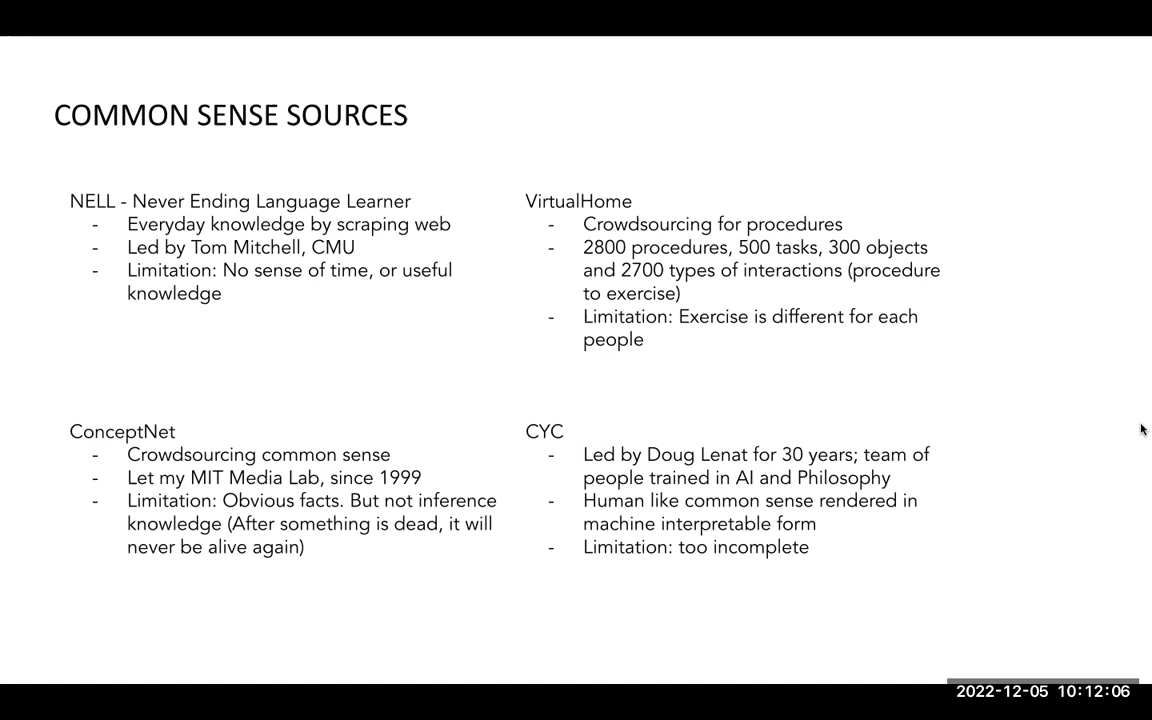 COMMON SENSE SOURCES
NELL - Never Ending Language Learner
- Everyday knowledge by scraping web
- Led by Tom Mitchell, CMU
- Limitation: No sense of time, or useful
knowledge
VirtualHome
- Crowdsourcing for procedures
- 2800 procedures, 500 tasks, 300 objects
and 2700 types of interactions (procedure
to exercise)
- Limitation: Exercise is different for each
people
ConceptNet
- Crowdsourcing common sense
- Let my MIT Media Lab, since 1999
- Limitation: Obvious facts. But not inference
knowledge (After something is dead, it will
never be alive again)
CYC
- Led by Doug Lenat for 30 years; team of
people trained in AI and Philosophy
- Human like common sense rendered in
machine interpretable form
- Limitation: too incomplete
2022-12-05 10:12:06